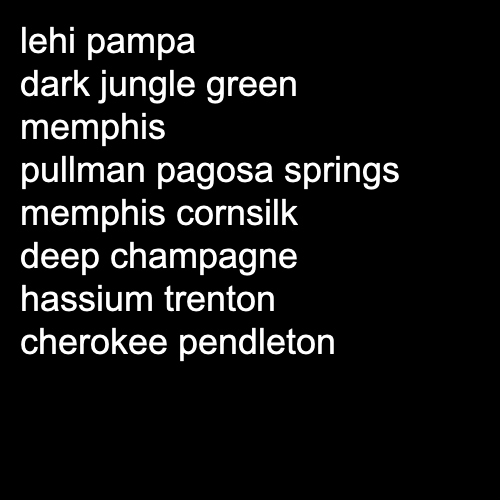 lehi pampa
dark jungle green
memphis
pullman pagosa springs
memphis cornsilk
deep champagne
hassium trenton
cherokee pendleton